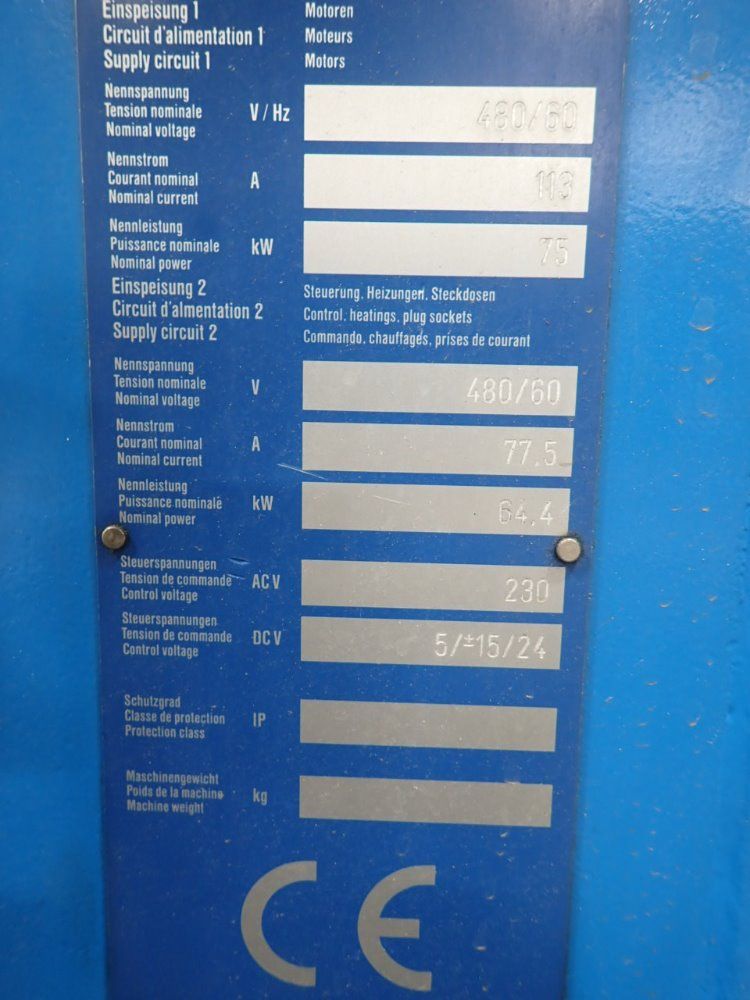 Einspeisung 1 Motoren
Circuit d'alimentation 1 Moteurs
Supply circuit 1 Motors
Nennspannung
Tension nominale V / Hz 480/60
Nominal voltage
Nennstrom
Courant nominal A 113
Nominal current
Nennleistung
Puissance nominale kW 75
Nominal power
Einspeisung 2 Steuerung, Heizungen, Steckdosen
Circuit d'almentation 2 Control, heatings, plug sockets
Supply circuit 2 Commando, chauffages, prises de courant
Nennspannung
Tension nominale V 480/60
Nominal voltage
Nennstrom
Courant nominal A 77.5
Nominal current
Nennleistung
Puissance nominale kW 64.4
Nominal power
Steuerspannungen
Tension de commande AC V 230
Control voltage
Steuerspannungen
Tension de commande DC V 5/±15/24
Control voltage
Schutzgrad
Classe de protection IP
Protection class
Maschinengewicht
Poids de la machine kg
Machine weight
CE